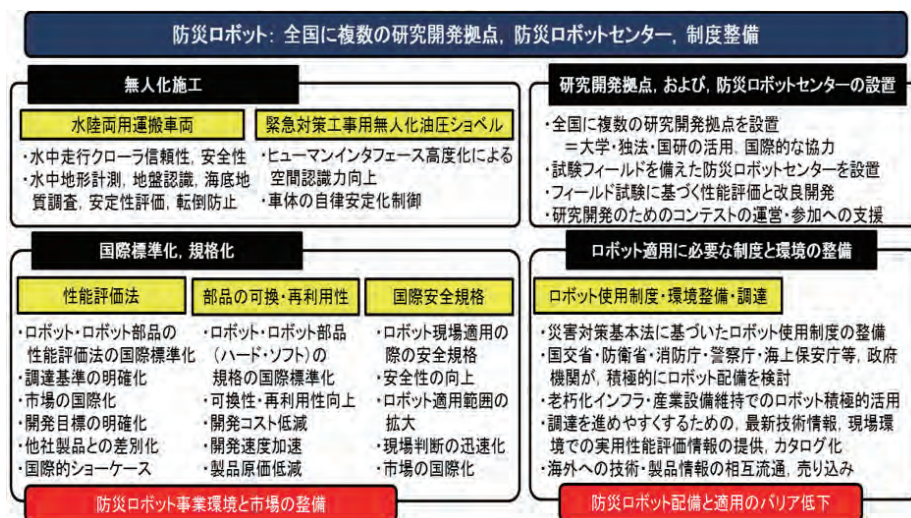 防災ロボット: 全国に複数の研究開発拠点, 防災ロボットセンター, 制度整備
無人化施工
水陸両用運搬車両
・水中走行クローラ信頼性, 安全性
・水中地形計測, 地盤認識, 海底地
質調査, 安定性評価, 転倒防止
緊急対策工事用無人化油圧ショベル
・ヒューマンインタフェース高度化による
空間認識力向上
・車体の自律安定化制御
研究開発拠点, および, 防災ロボットセンターの設置
・全国に複数の研究開発拠点を設置
＝大学・独法・国研の活用, 国際的な協力
・試験フィールドを備えた防災ロボットセンターを設置
・フィールド試験に基づく性能評価と改良開発
・研究開発のためのコンテストの運営・参加への支援
国際標準化, 規格化
性能評価法
・ロボット・ロボット部品の
性能評価法の国際標準化
・調達基準の明確化
・市場の国際化
・開発目標の明確化
・他社製品との差別化
・国際的ショーケース
部品の可換・再利用性
・ロボット・ロボット部品
（ハード・ソフト）の
規格の国際標準化
・可換性・再利用性向上
・開発コスト低減
・開発速度加速
・製品原価低減
国際安全規格
・ロボット現場適用の
際の安全規格
・安全性の向上
・ロボット適用範囲の
拡大
・現場判断の迅速化
・市場の国際化
防災ロボット事業環境と市場の整備
ロボット適用に必要な制度と環境の整備
ロボット使用制度・環境整備・調達
・災害対策基本法に基づいたロボット使用制度の整備
・国交省・防衛省・消防庁・警察庁・海上保安庁等, 政府
機関が, 積極的にロボット配備を検討
・老朽化インフラ・産業設備維持でのロボット積極的活用
・調達を進めやすくするための, 最新技術情報, 現場環
境での実用性能評価情報の提供, カタログ化
・海外への技術・製品情報の相互流通, 売り込み
防災ロボット配備と適用のバリア低下